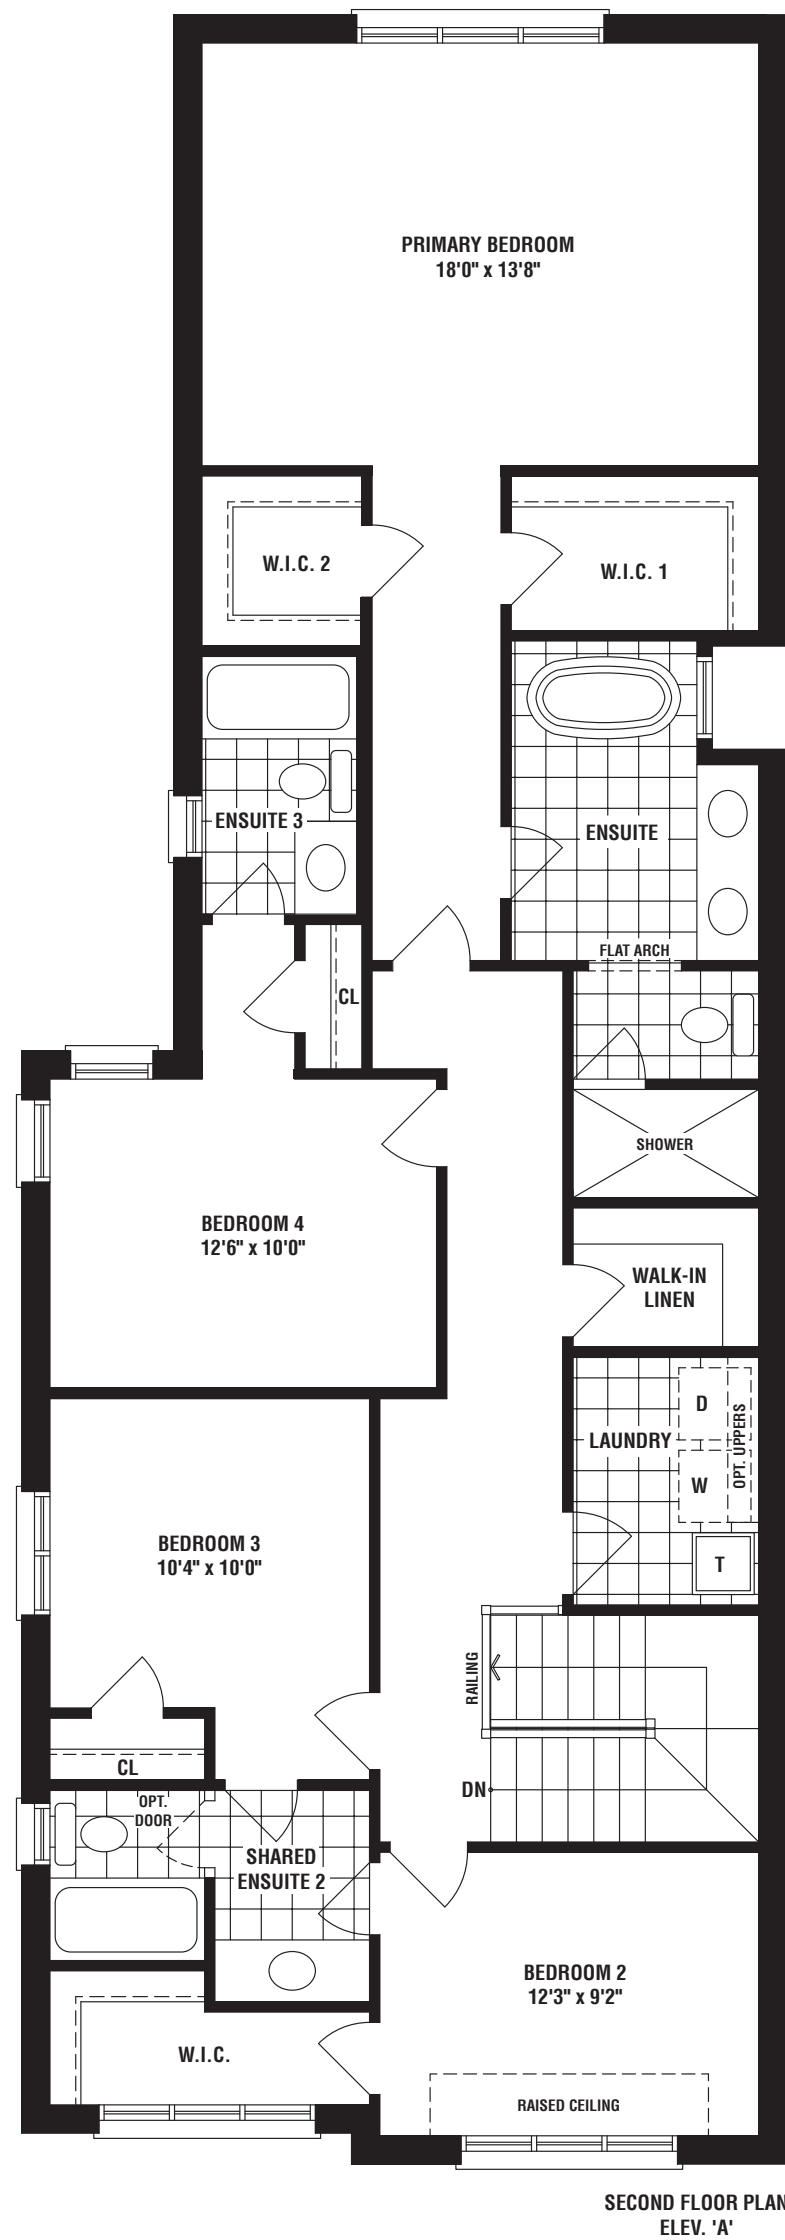 PRIMARY BEDROOM
18'0" x 13'8"
W.I.C. 2
W.I.C. 1
ENSUITE 3
ENSUITE
FLAT ARCH
CL
SHOWER
BEDROOM 4
12'6" x 10'0"
WALK-IN
LINEN
D
LAUNDRY
OPT. UPPERS
W
BEDROOM 3
10'4" x 10'0"
T
RAILING
CL
DN
OPT.
DOOR
SHARED
ENSUITE 2
BEDROOM 2
12'3" x 9'2"
W.I.C.
RAISED CEILING
SECOND FLOOR PLAN
ELEV. 'A'